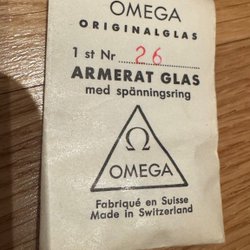 OMEGA
ORIGINALGLAS
1 st Nr 26
ARMERAT GLAS
med spänningsring
Ω
OMEGA
Fabriqué en Suisse
Made in Switzerland